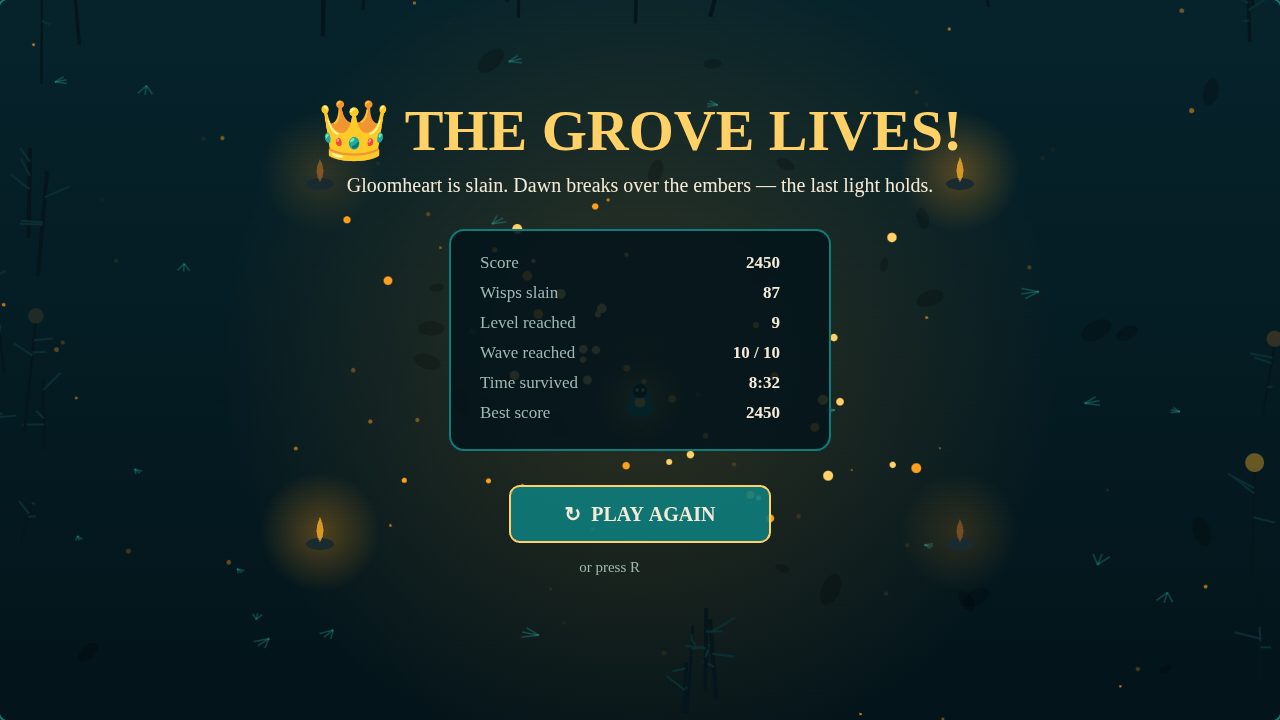 👑 THE GROVE LIVES!
Gloomheart is slain. Dawn breaks over the embers — the last light holds.
Score 2450
Wisps slain 87
Level reached 9
Wave reached 10 / 10
Time survived 8:32
Best score 2450
↻ PLAY AGAIN
or press R